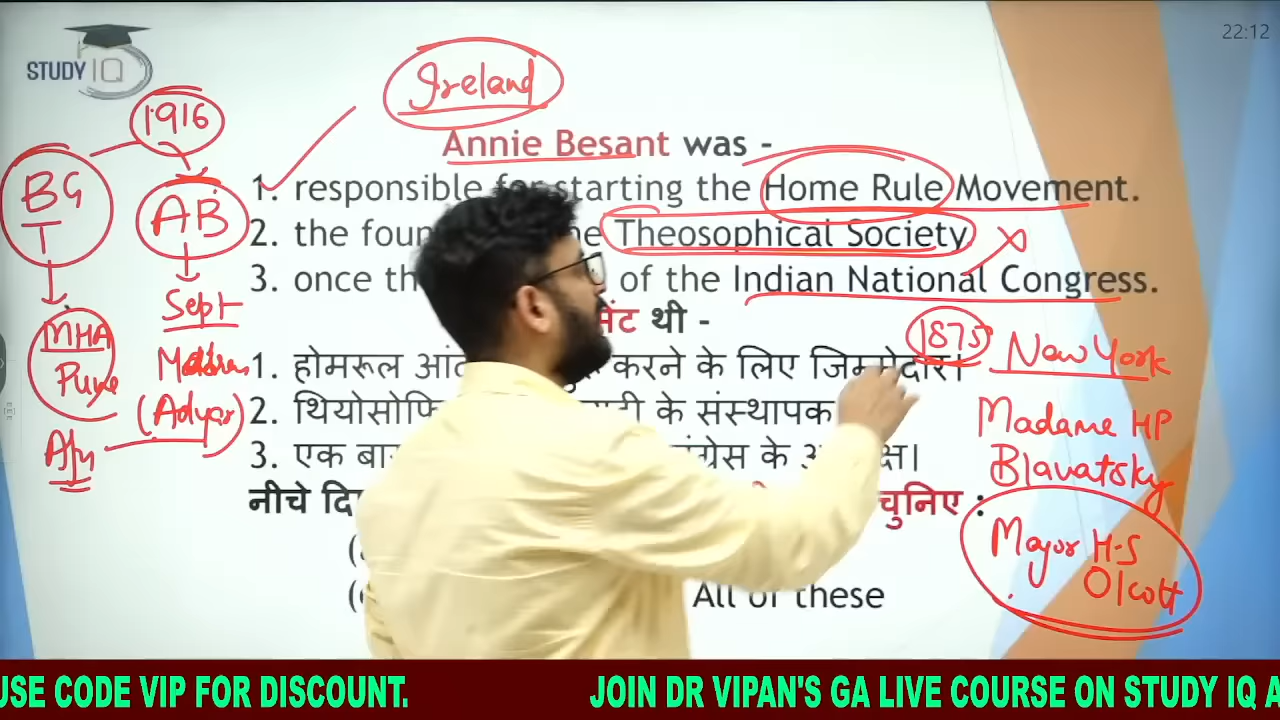 STUDY IQ
22:12
Ireland
1916
Annie Besant was -
BG
T
AB
1. responsible for starting the Home Rule Movement.
2. the foun Theosophical Society
3. once th of the Indian National Congress.
Sept
MHA
Pune
Madras
(Adyar)
थी -
1875
New York
1. होमरूल करने के लिए जिम्मेदार।
2. के संस्थापक
3. एक के
नीचे चुनिए :
Madame HP
Blavatsky
Major H-S
Olcott
All of these
USE CODE VIP FOR DISCOUNT.
JOIN DR VIPAN'S GA LIVE COURSE ON STUDY IQ A